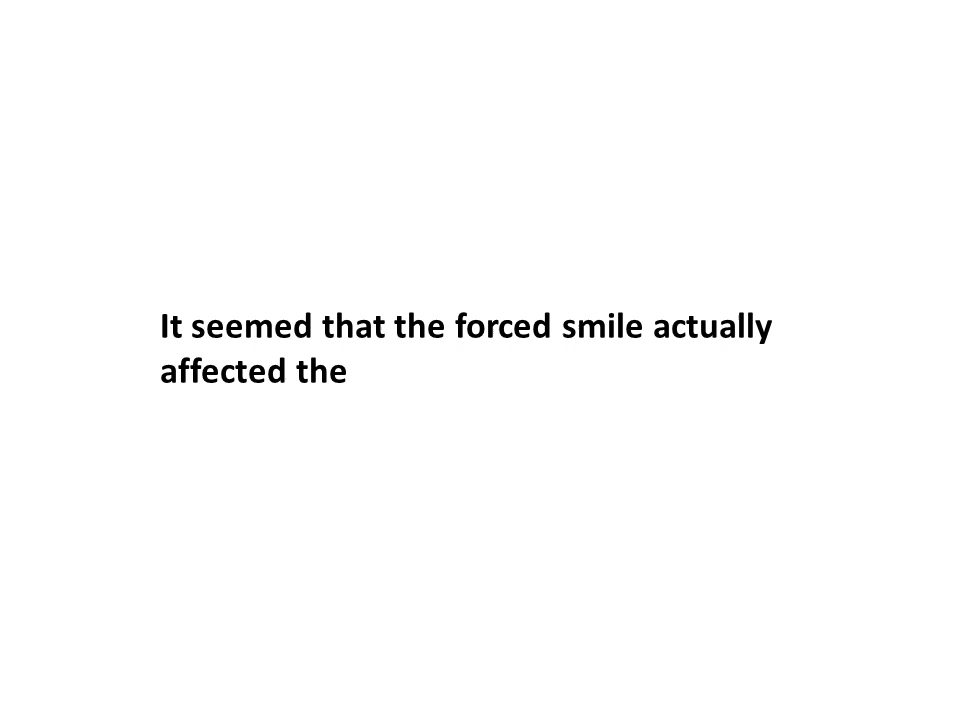 It seemed that the forced smile actually
affected the